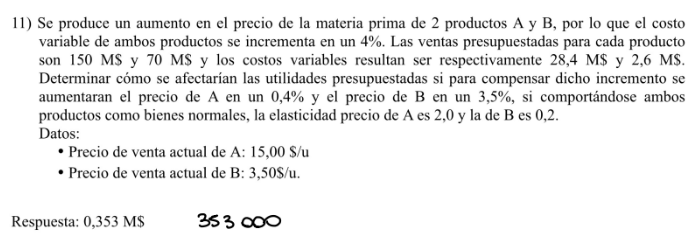 11) Se produce un aumento en el precio de la materia prima de 2 productos A y B, por lo que el costo
variable de ambos productos se incrementa en un 4%. Las ventas presupuestadas para cada producto
son 150 M$ y 70 M$ y los costos variables resultan ser respectivamente 28,4 M$ y 2,6 M$.
Determinar cómo se afectarían las utilidades presupuestadas si para compensar dicho incremento se
aumentaran el precio de A en un 0,4% y el precio de B en un 3,5%, si comportándose ambos
productos como bienes normales, la elasticidad precio de A es 2,0 y la de B es 0,2.
Datos:
• Precio de venta actual de A: 15,00 $/u
• Precio de venta actual de B: 3,50$/u.
Respuesta: 0,353 M$ 353 000